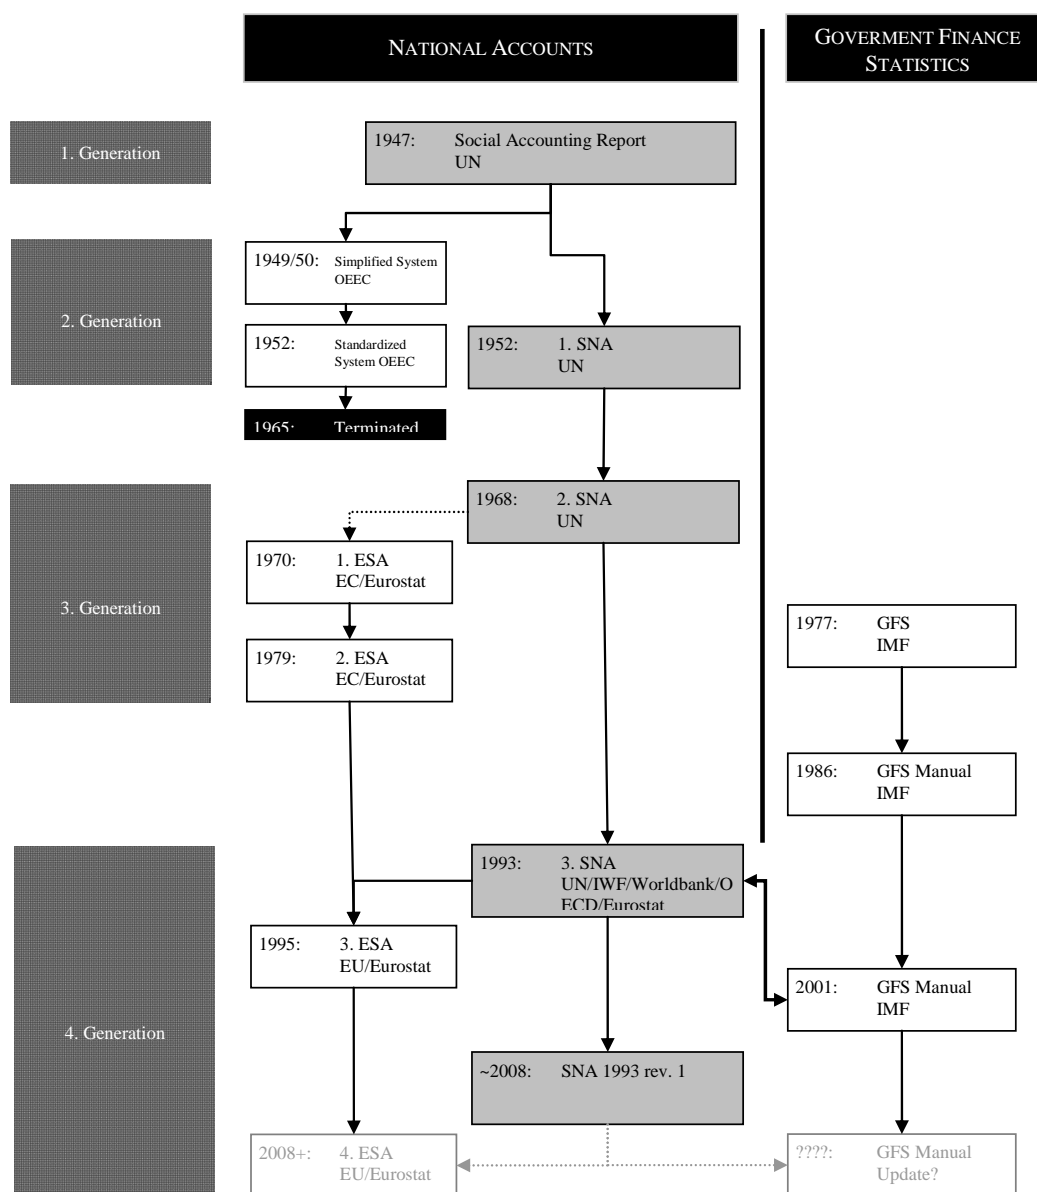 NATIONAL ACCOUNTS
GOVERMENT FINANCE
STATISTICS
1. Generation
1947: Social Accounting Report
UN
2. Generation
1949/50: Simplified System
OEEC
1952: Standardized
System OEEC
1952: 1. SNA
UN
1965: Terminated
3. Generation
1968: 2. SNA
UN
1970: 1. ESA
EC/Eurostat
1979: 2. ESA
EC/Eurostat
1977: GFS
IMF
1986: GFS Manual
IMF
4. Generation
1993: 3. SNA
UN/IWF/Worldbank/O
ECD/Eurostat
1995: 3. ESA
EU/Eurostat
2001: GFS Manual
IMF
~2008: SNA 1993 rev. 1
2008+: 4. ESA
EU/Eurostat
????: GFS Manual
Update?